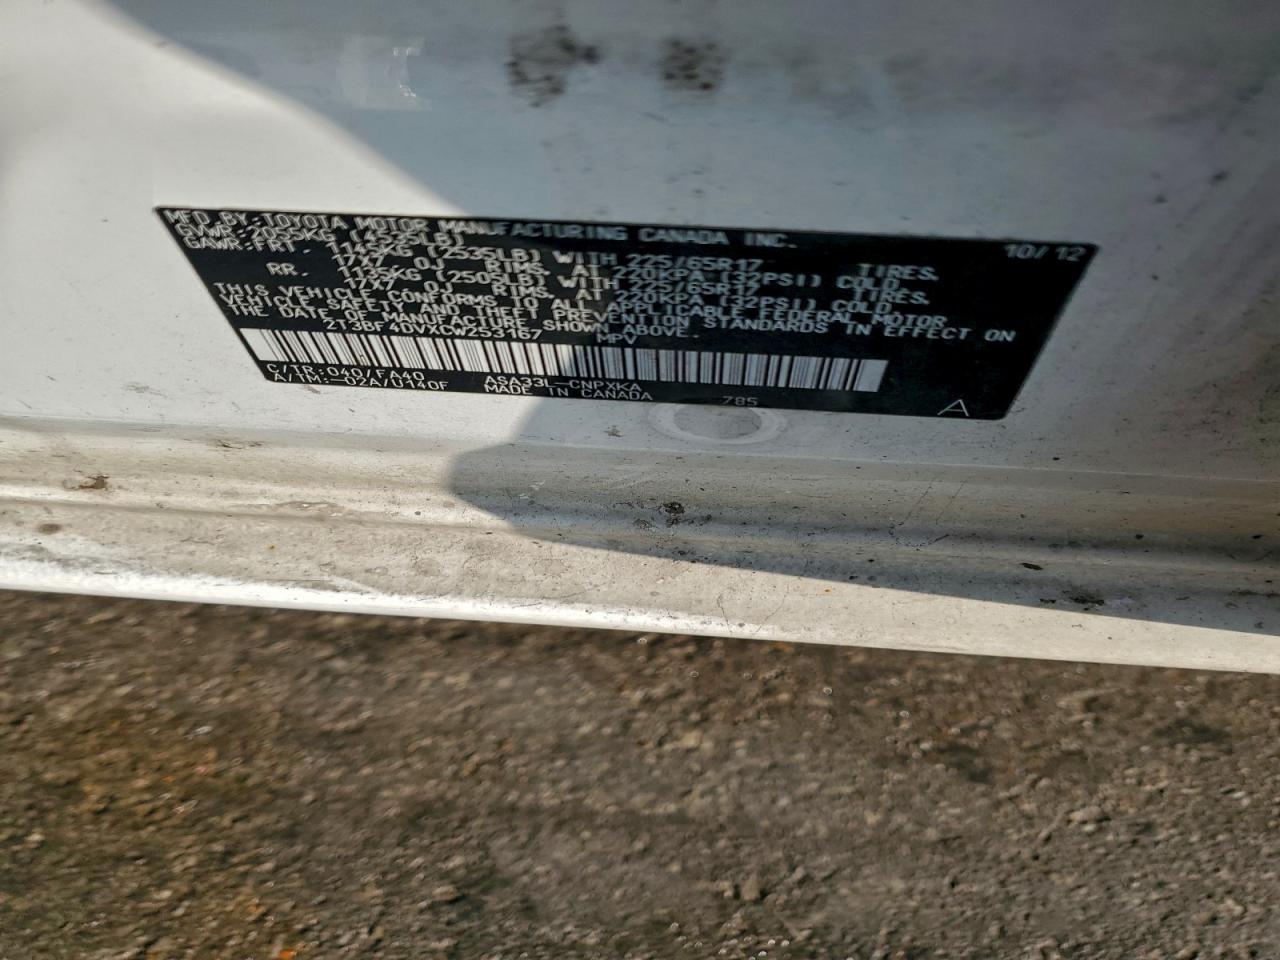 MFD.BY:TOYOTA MOTOR MANUFACTURING CANADA INC. 10/12
GVWR:2055KG (4525LB)
GAWR:FRT. 1149KG (2535LB) WITH 225/65R17 TIRES.
17X7 0J RIMS. AT 220KPA (32PSI) COLD.
RR. 1135KG (2505LB) WITH 225/65R17 TIRES.
17X7 0J RIMS. AT 220KPA (32PSI) COLD.
THIS VEHICLE CONFORMS TO ALL APPLICABLE FEDERAL MOTOR
VEHICLE SAFETY AND THEFT PREVENTION STANDARDS IN EFFECT ON
THE DATE OF MANUFACTURE SHOWN ABOVE.
2T3BF4DVXCW253167 MPV
C/TR:040/FA40 ASA33L-CNPXKA
A/TM:-02A/U140F MADE IN CANADA 785 A